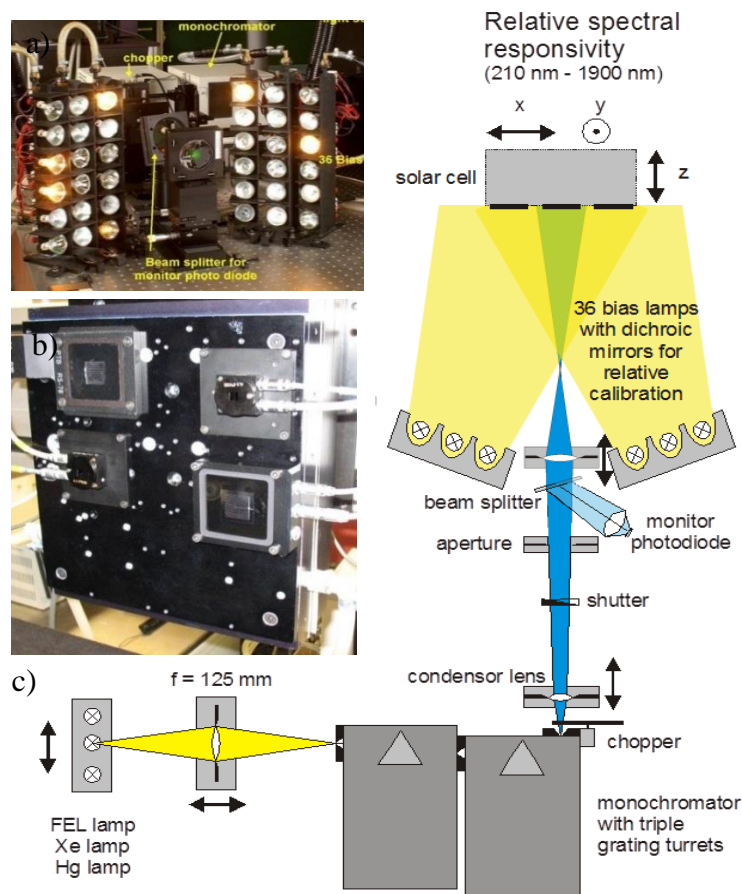 a)
monochromator
chopper
36 Bias
Beam splitter for
monitor photo diode
b)
Relative spectral
responsivity
(210 nm - 1900 nm)
x
y
solar cell
z
36 bias lamps
with dichroic
mirrors for
relative
calibration
beam splitter
monitor
photodiode
aperture
shutter
condensor lens
chopper
c)
f = 125 mm
FEL lamp
Xe lamp
Hg lamp
monochromator
with triple
grating turrets